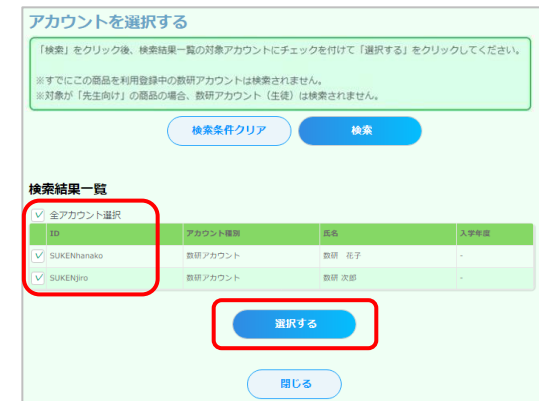 アカウントを選択する
「検索」をクリック後、検索結果一覧の対象アカウントにチェックを付けて「選択する」をクリックしてください。
※すでにこの商品を利用登録中の数研アカウントは検索されません。
※対象が「先生向け」の商品の場合、数研アカウント（生徒）は検索されません。
検索条件クリア 検索
検索結果一覧
全アカウント選択
ID アカウント種別 氏名 入学年度
SUKENhanako 数研アカウント 数研　花子 -
SUKENjiro 数研アカウント 数研 次郎 -
選択する
閉じる